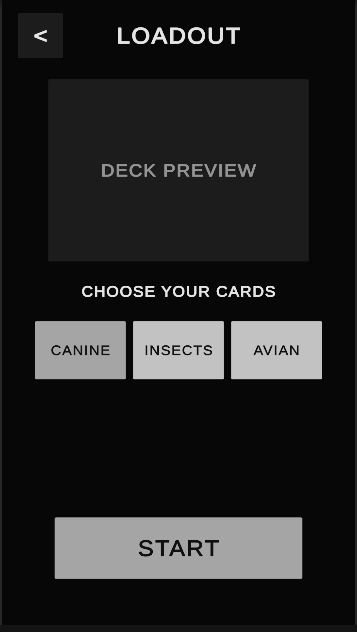 < LOADOUT
DECK PREVIEW
CHOOSE YOUR CARDS
CANINE INSECTS AVIAN
START